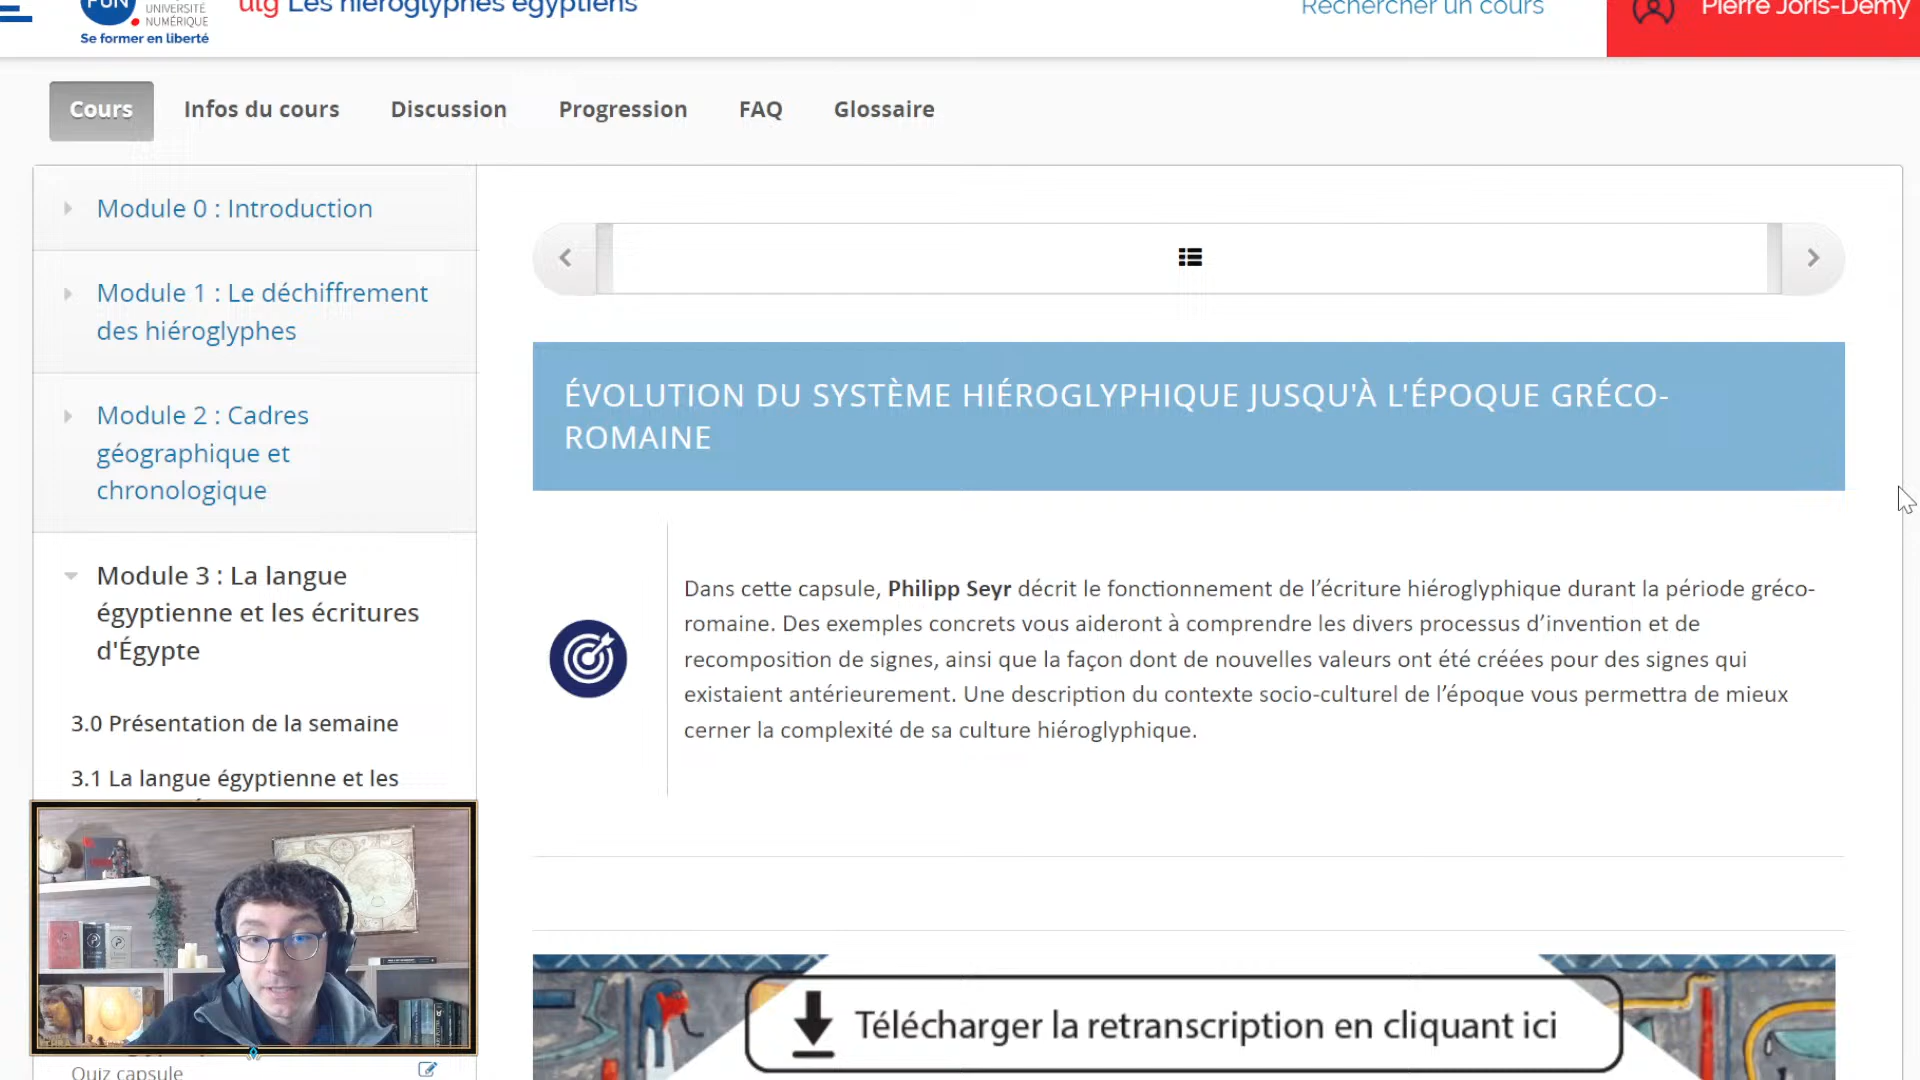 FUN
UNIVERSITÉ
NUMÉRIQUE
Se former en liberté
ulg Les hiéroglyphes égyptiens
Rechercher un cours
Pierre Joris-Demy
Cours
Infos du cours
Discussion
Progression
FAQ
Glossaire
Module 0 : Introduction
Module 1 : Le déchiffrement
des hiéroglyphes
Module 2 : Cadres
géographique et
chronologique
Module 3 : La langue
égyptienne et les écritures
d'Égypte
3.0 Présentation de la semaine
3.1 La langue égyptienne et les
Quiz capsule
ÉVOLUTION DU SYSTÈME HIÉROGLYPHIQUE JUSQU'À L'ÉPOQUE GRÉCO-
ROMAINE
Dans cette capsule, Philipp Seyr décrit le fonctionnement de l’écriture hiéroglyphique durant la période gréco-
romaine. Des exemples concrets vous aideront à comprendre les divers processus d’invention et de
recomposition de signes, ainsi que la façon dont de nouvelles valeurs ont été créées pour des signes qui
existaient antérieurement. Une description du contexte socio-culturel de l’époque vous permettra de mieux
cerner la complexité de sa culture hiéroglyphique.
Télécharger la retranscription en cliquant ici